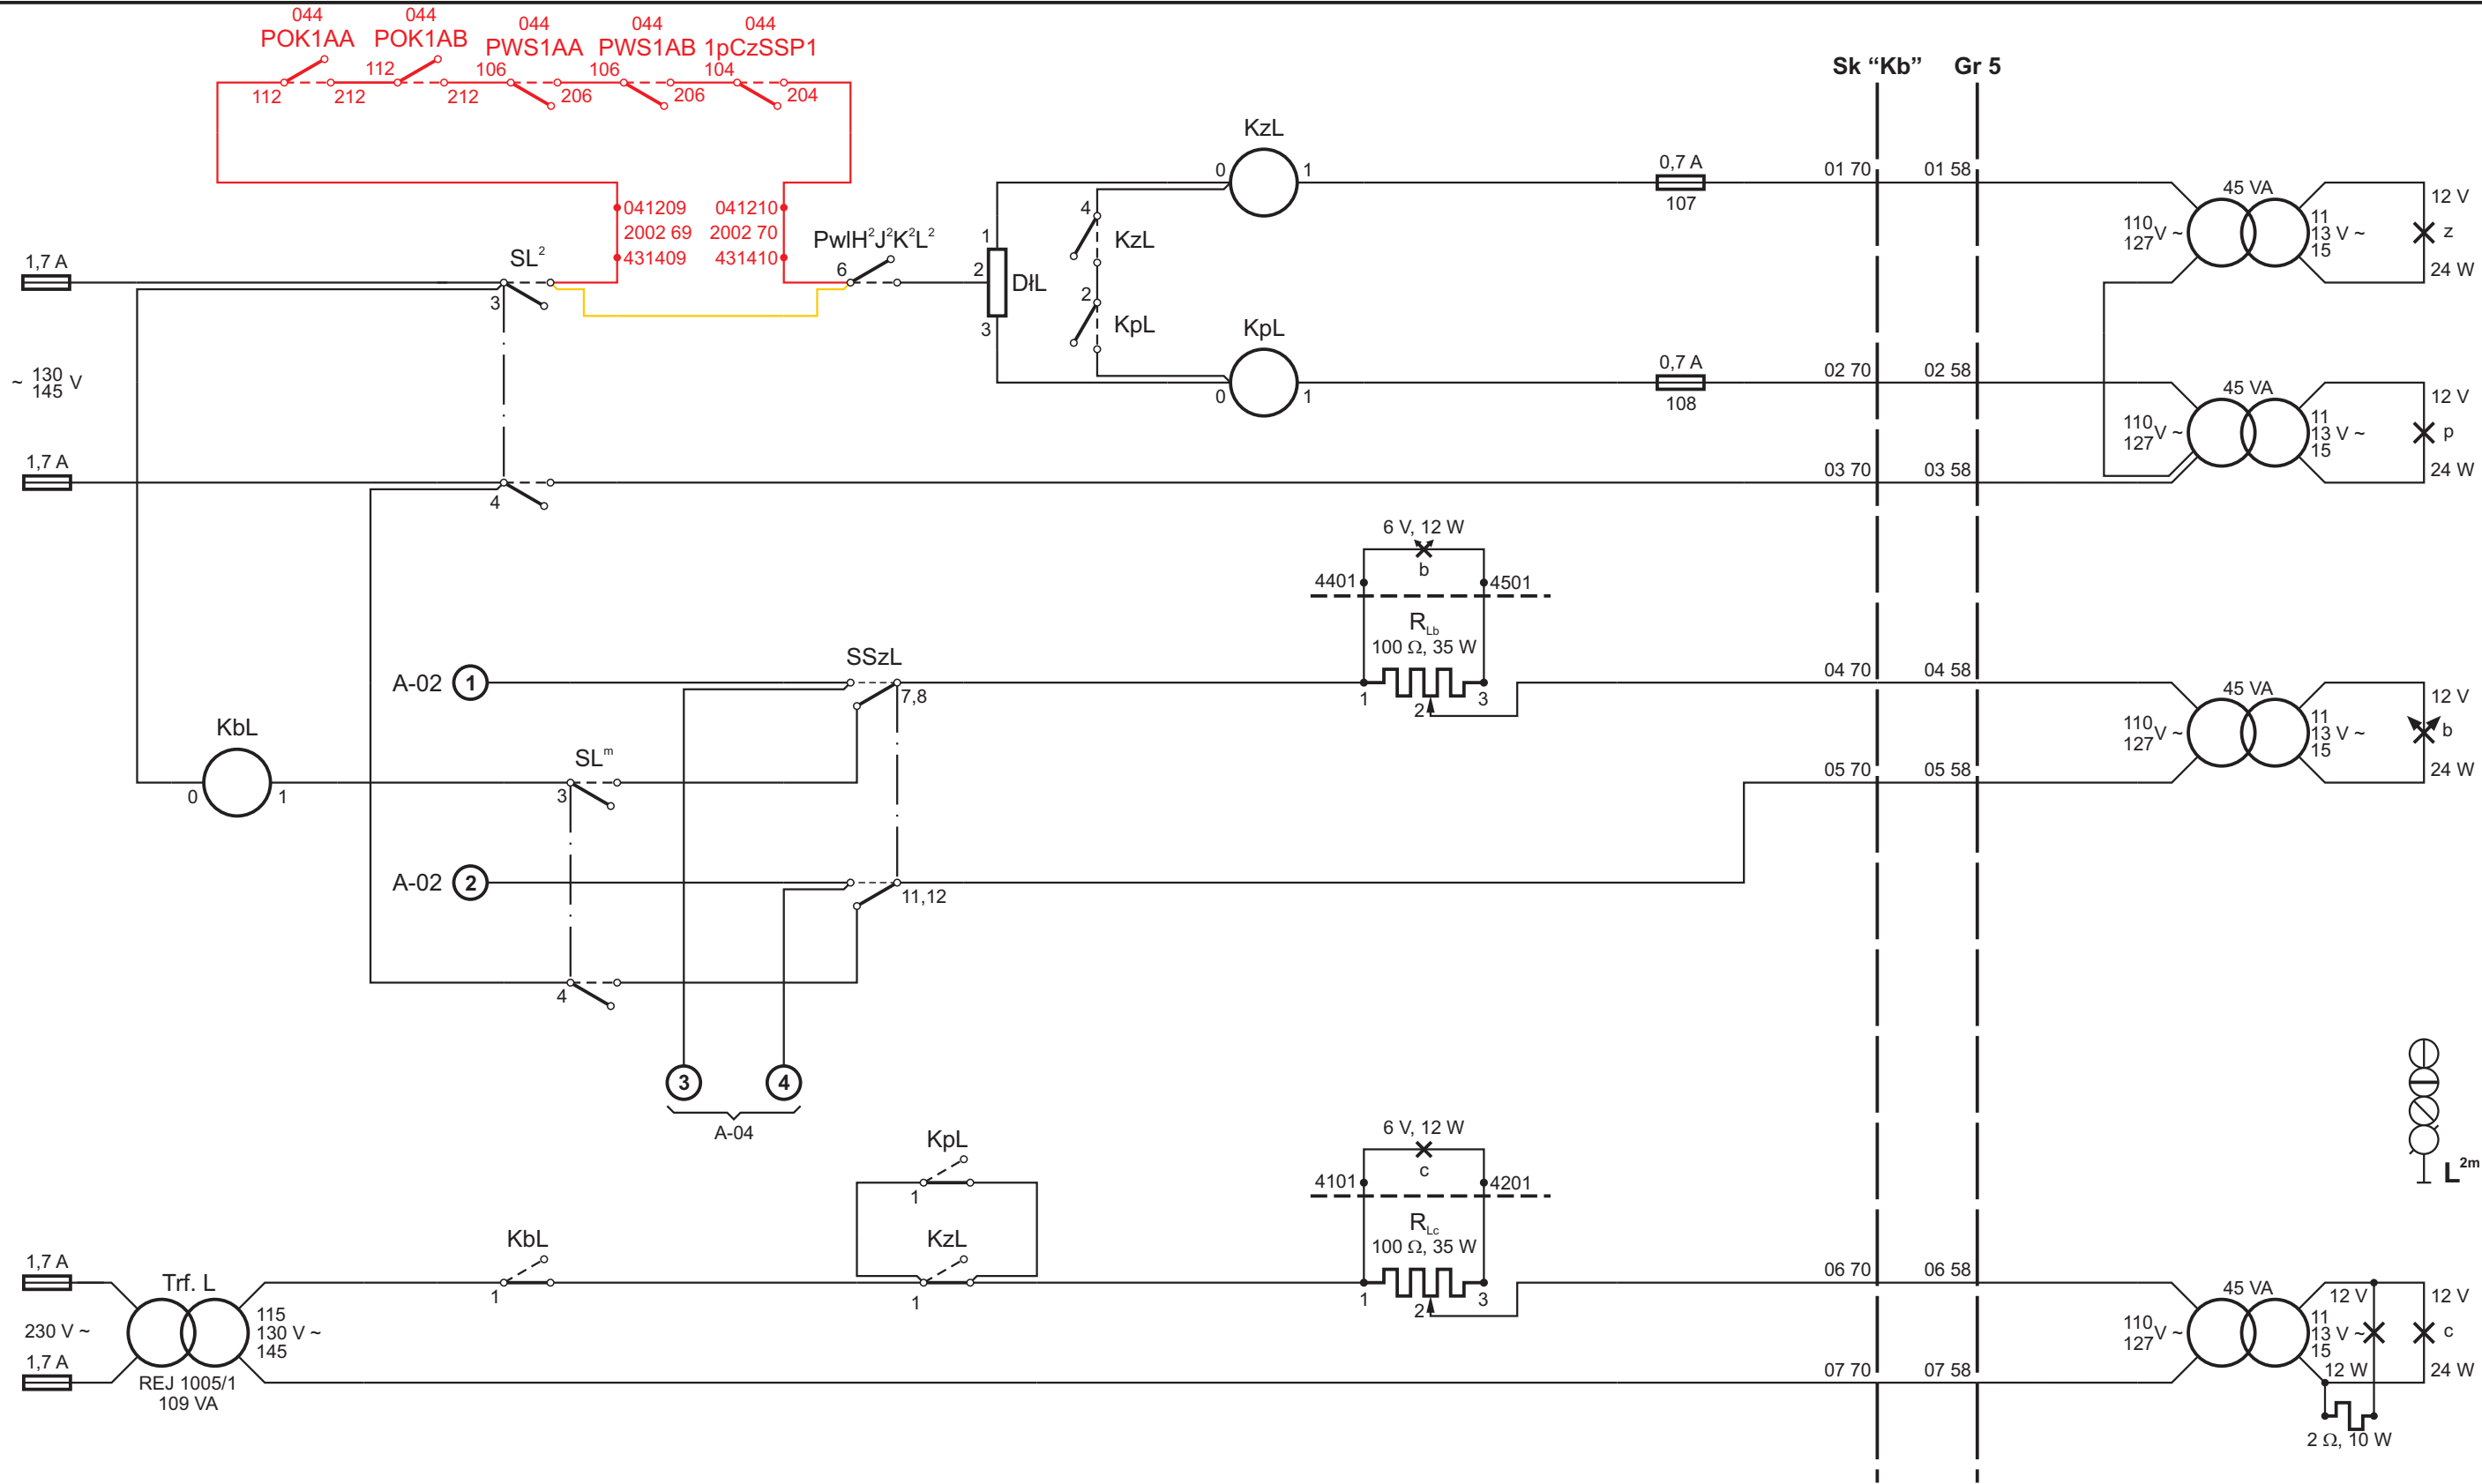 044 044 044 044 044
POK1AA POK1AB PWS1AA PWS1AB 1pCzSSP1
112 106 106 104
112 212 212 206 206 204
Sk “Kb” Gr 5
KzL
0 1
0,7 A
107
01 70 01 58
45 VA
110
127 V ~
11
13 V ~
15
12 V
z
24 W
041209 041210
2002 69 2002 70
431409 431410
PwlH²J²K²L²
6
1,7 A
SL²
3
1
2
3
DłL
4
KzL
2
KpL
~ 130
145 V
KpL
0 1
0,7 A
108
02 70 02 58
45 VA
110
127 V ~
11
13 V ~
15
12 V
p
24 W
1,7 A
4
03 70 03 58
6 V, 12 W
b
4401 4501
R Lb
100 Ω, 35 W
1 2 3
A-02 1
SSzL
7,8
04 70 04 58
45 VA
110
127 V ~
11
13 V ~
15
12 V
b
24 W
KbL
0 1
SL m
3
05 70 05 58
A-02 2
11,12
4
3 4
A-04
L 2m
6 V, 12 W
c
4101 4201
R Lc
100 Ω, 35 W
1 2 3
KpL
1
KzL
1
KbL
1
1,7 A
230 V ~
1,7 A
Trf. L
115
130 V ~
145
REJ 1005/1
109 VA
06 70 06 58
07 70 07 58
45 VA
110
127 V ~
11
13 V ~
15
12 V
12 W
12 V
c
24 W
2 Ω, 10 W